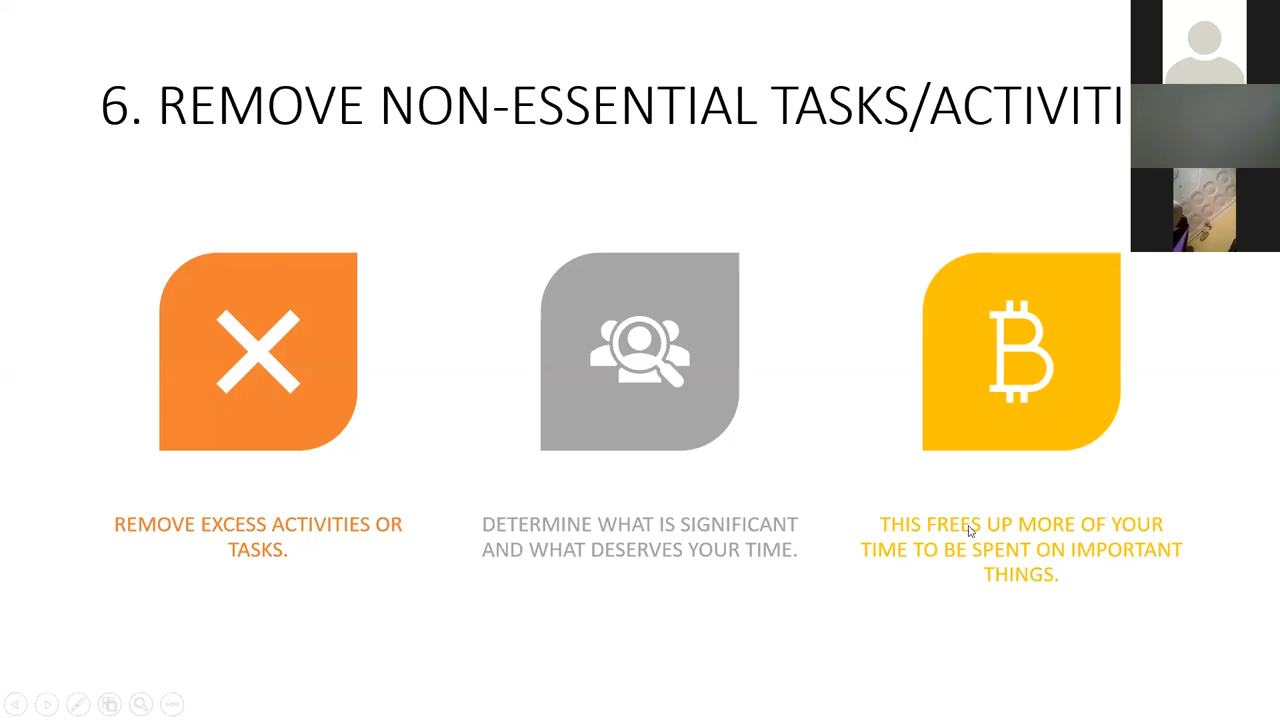 6. REMOVE NON-ESSENTIAL TASKS/ACTIVITI
REMOVE EXCESS ACTIVITIES OR
TASKS.
DETERMINE WHAT IS SIGNIFICANT
AND WHAT DESERVES YOUR TIME.
THIS FREES UP MORE OF YOUR
TIME TO BE SPENT ON IMPORTANT
THINGS.